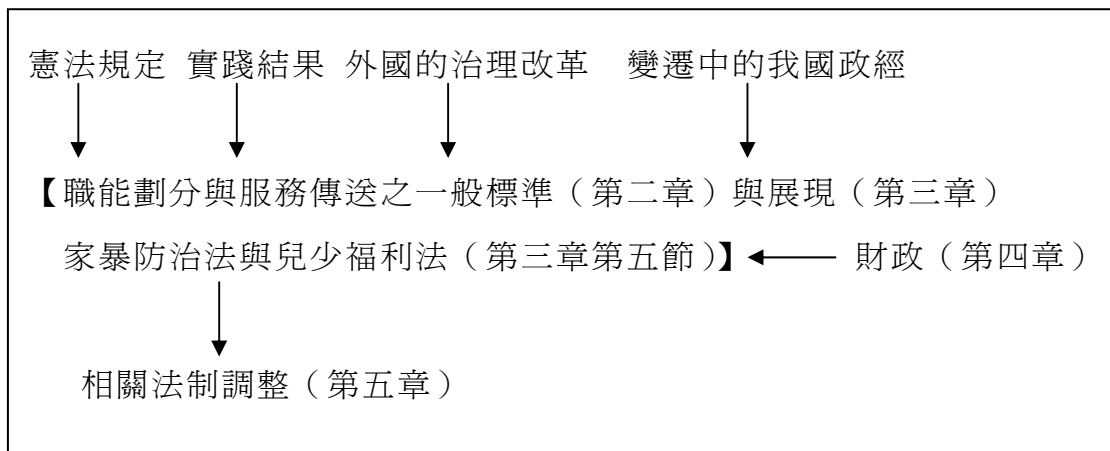 憲法規定 實踐結果 外國的治理改革 變遷中的我國政經
【職能劃分與服務傳送之一般標準（第二章）與展現（第三章）
家暴防治法與兒少福利法（第三章第五節）】 財政（第四章）
相關法制調整（第五章）